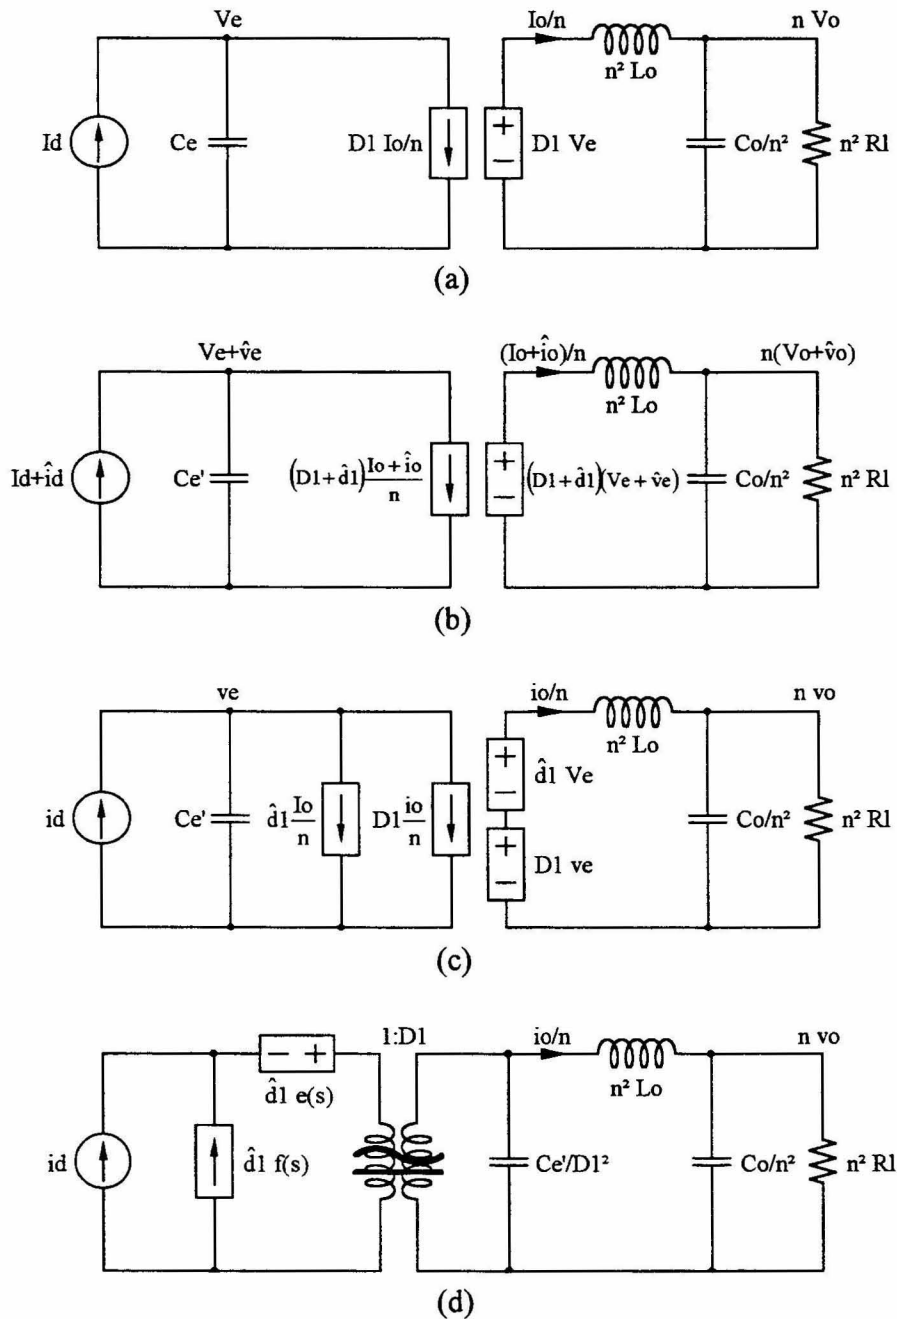 Ve Io/n n Vo
n² Lo
Id Ce D1 Io/n + − D1 Ve Co/n² n² Rl
(a)
Ve+v̂e (Io+îo)/n n(Vo+v̂o)
n² Lo
Id+îd Ce' (D1+d̂1) Io+îo/n + − (D1+d̂1)(Ve+v̂e) Co/n² n² Rl
(b)
ve io/n n vo
n² Lo
+ − d̂1 Ve
id Ce' d̂1 Io/n D1 io/n Co/n² n² Rl
+ − D1 ve
(c)
1:D1 io/n n vo
− +
d̂1 e(s) n² Lo
id d̂1 f(s) Ce'/D1² Co/n² n² Rl
(d)